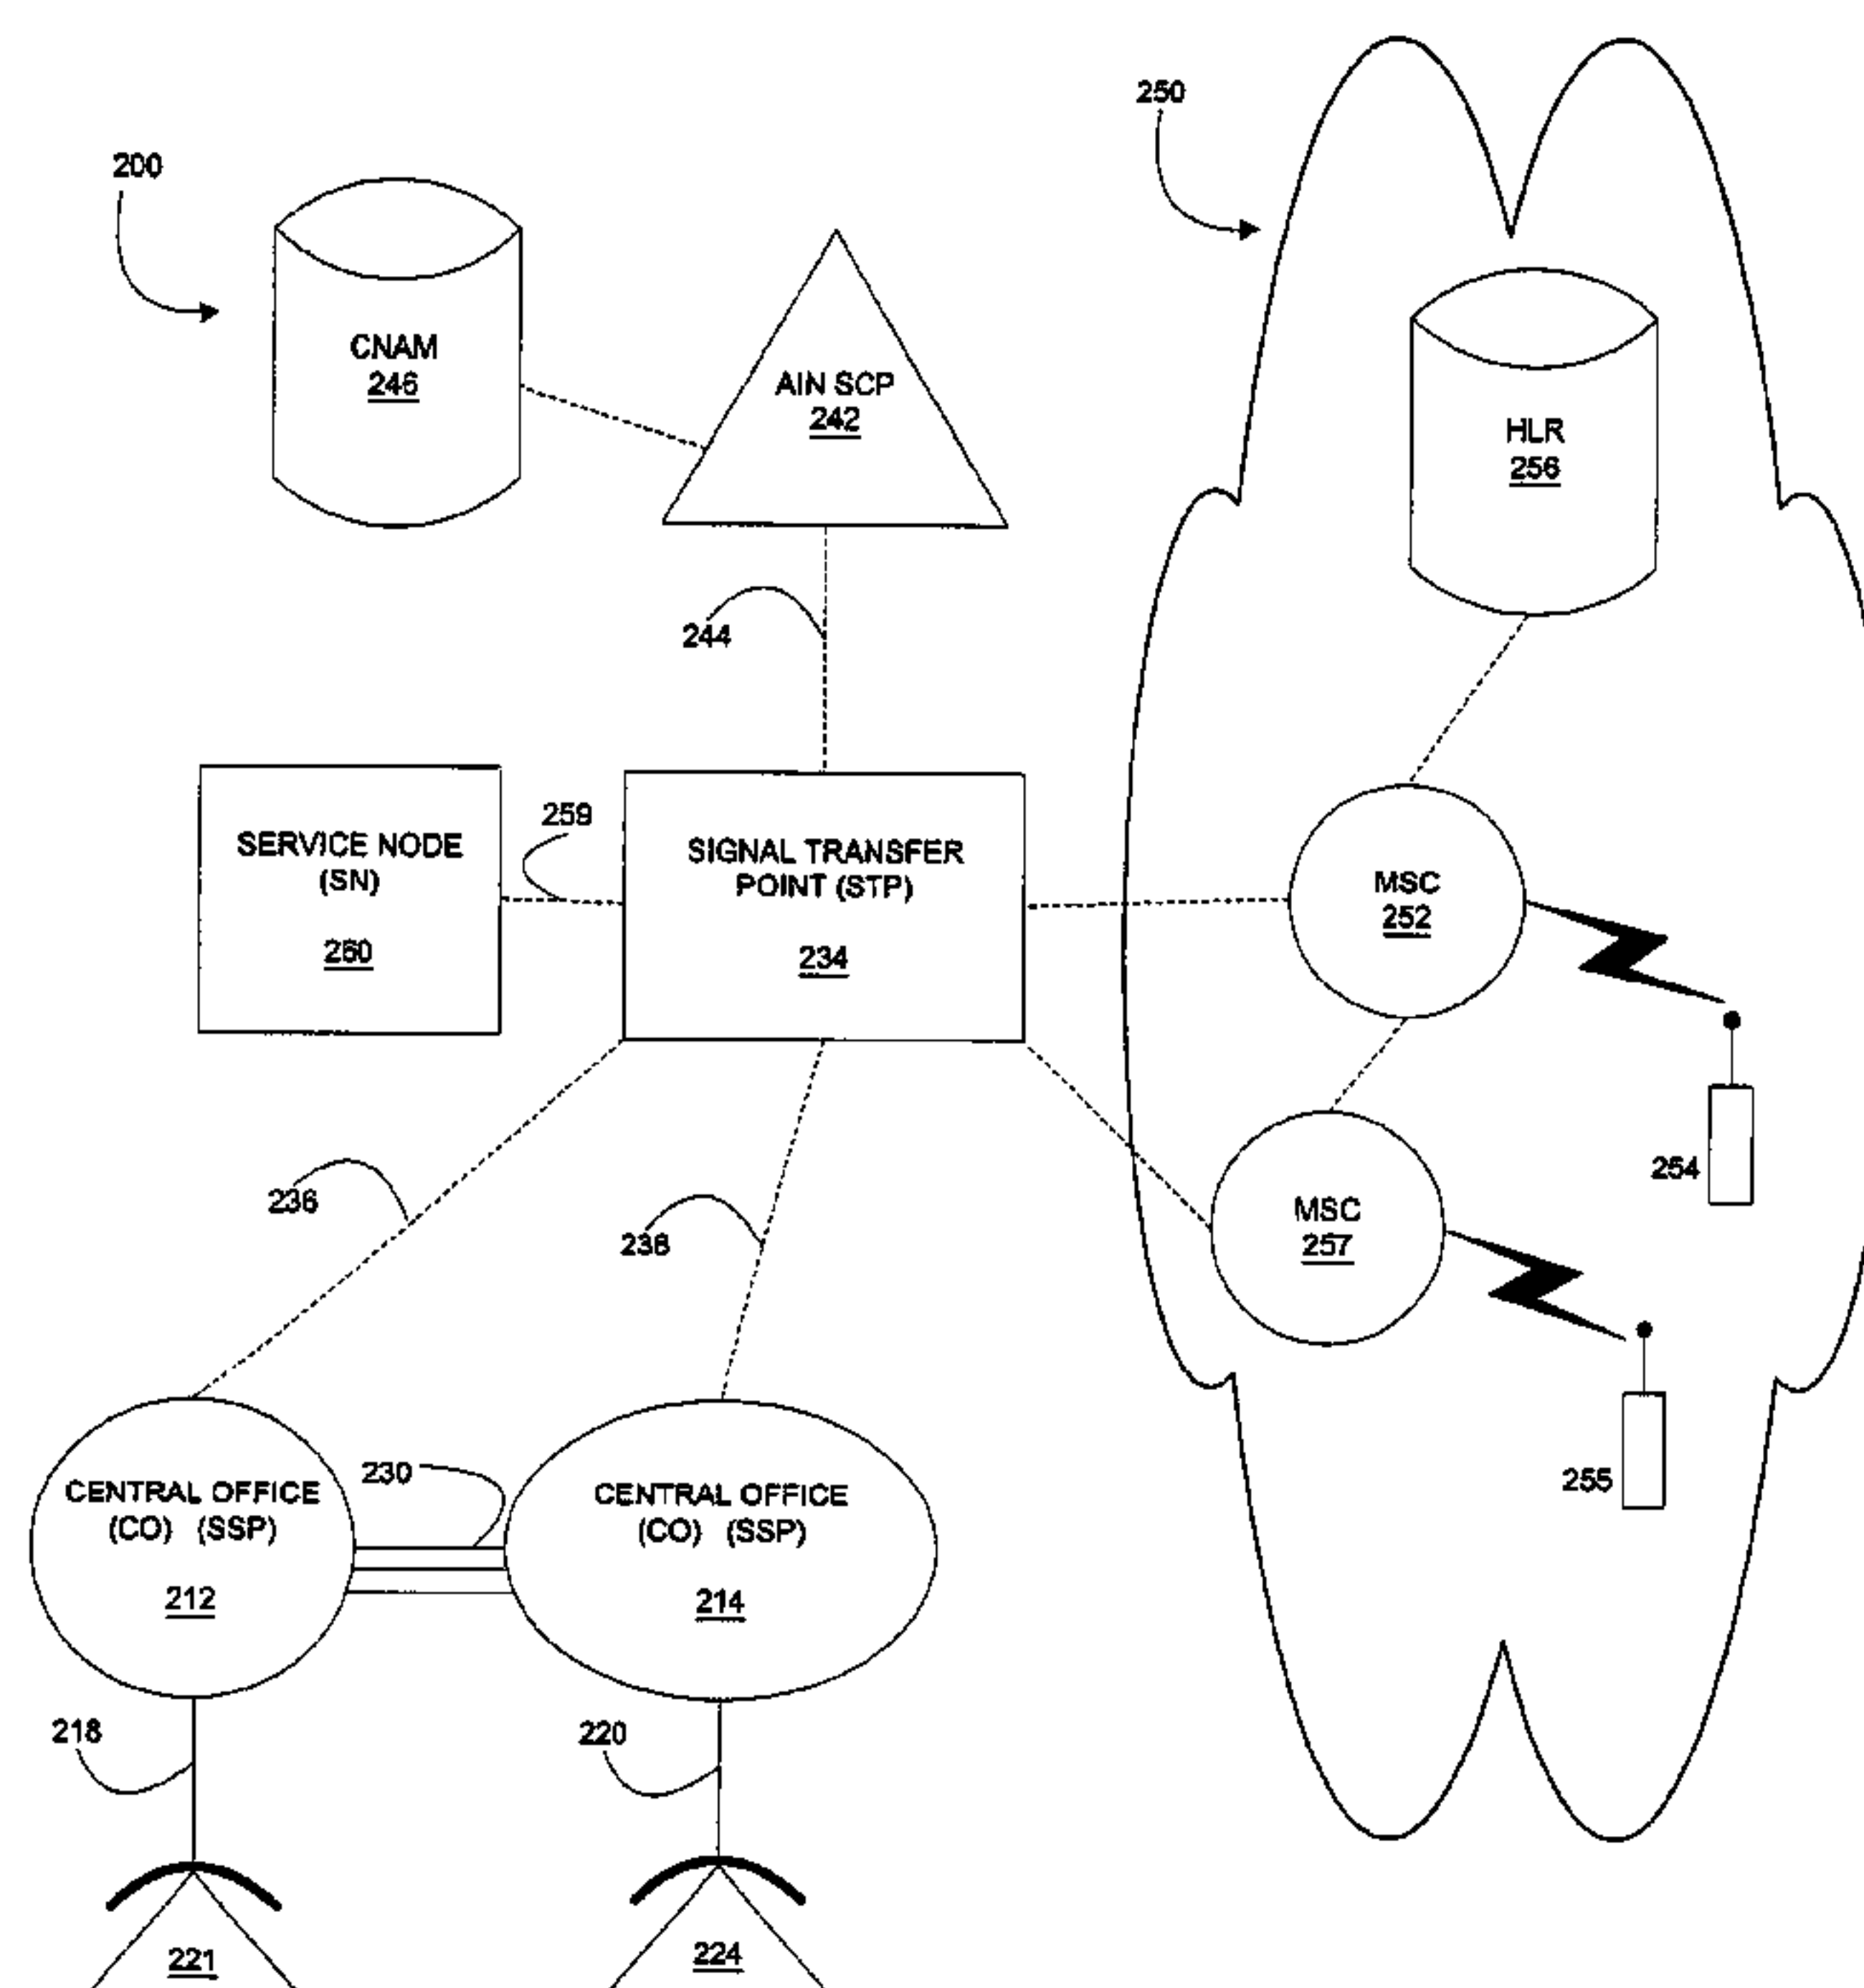 250
200
CNAM
246
AIN SCP
242
HLR
256
244
SERVICE NODE
(SN)
260
259
SIGNAL TRANSFER
POINT (STP)
234
MSC
252
254
236
238
MSC
257
255
CENTRAL OFFICE
(CO) (SSP)
212
230
CENTRAL OFFICE
(CO) (SSP)
214
218
220
221
224